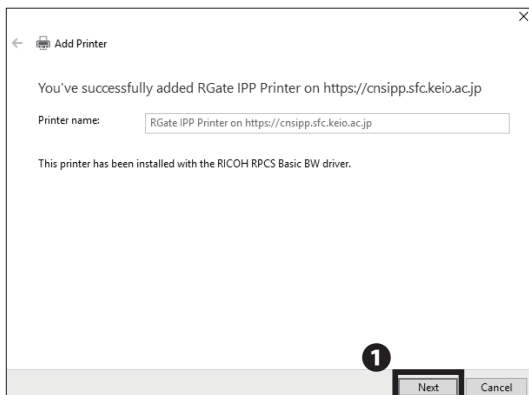 Add Printer
You've successfully added RGate IPP Printer on https://cnsipp.sfc.keio.ac.jp
Printer name: RGate IPP Printer on https://cnsipp.sfc.keio.ac.jp
This printer has been installed with the RICOH RPCS Basic BW driver.
1
Next Cancel